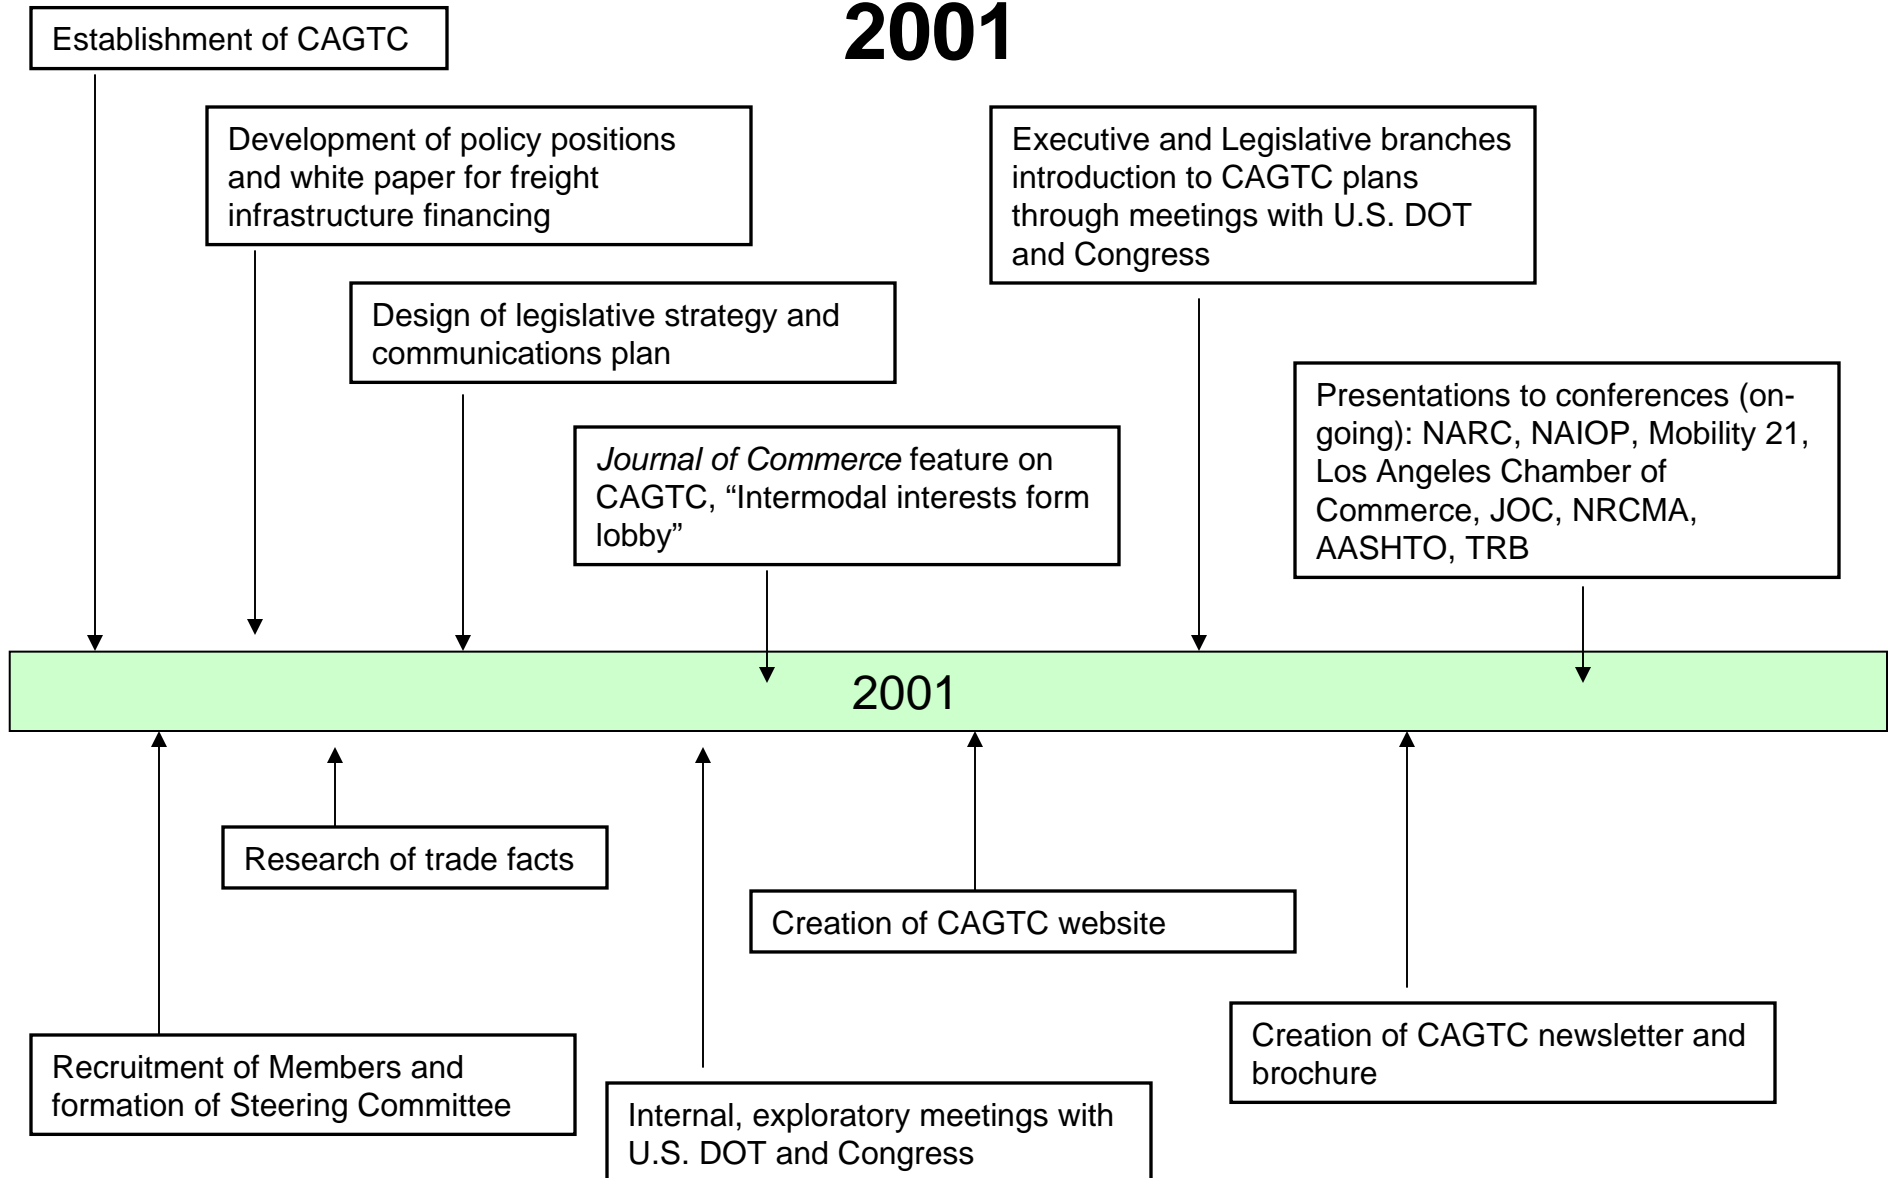 2001
Establishment of CAGTC
Development of policy positions
and white paper for freight
infrastructure financing
Executive and Legislative branches
introduction to CAGTC plans
through meetings with U.S. DOT
and Congress
Design of legislative strategy and
communications plan
Presentations to conferences (on-
going): NARC, NAIOP, Mobility 21,
Los Angeles Chamber of
Commerce, JOC, NRCMA,
AASHTO, TRB
Journal of Commerce feature on
CAGTC, “Intermodal interests form
lobby”
2001
Research of trade facts
Creation of CAGTC website
Creation of CAGTC newsletter and
brochure
Recruitment of Members and
formation of Steering Committee
Internal, exploratory meetings with
U.S. DOT and Congress